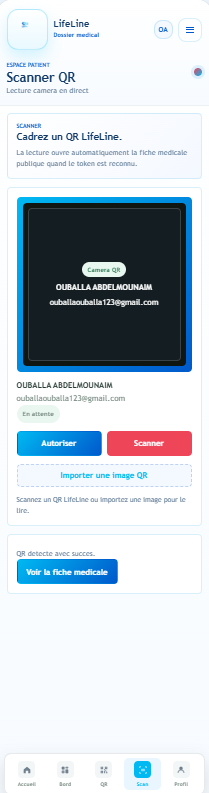 LifeLine
Dossier medical
OA
ESPACE PATIENT
Scanner QR
Lecture camera en direct
SCANNER
Cadrez un QR LifeLine.
La lecture ouvre automatiquement la fiche medicale
publique quand le token est reconnu.
Camera QR
OUBALLA ABDELMOUNAIM
ouballaouballa123@gmail.com
OUBALLA ABDELMOUNAIM
ouballaouballa123@gmail.com
En attente
Autoriser
Scanner
Importer une image QR
Scannez un QR LifeLine ou importez une image pour le
lire.
QR detecte avec succes.
Voir la fiche medicale
Accueil
Bord
QR
Scan
Profil